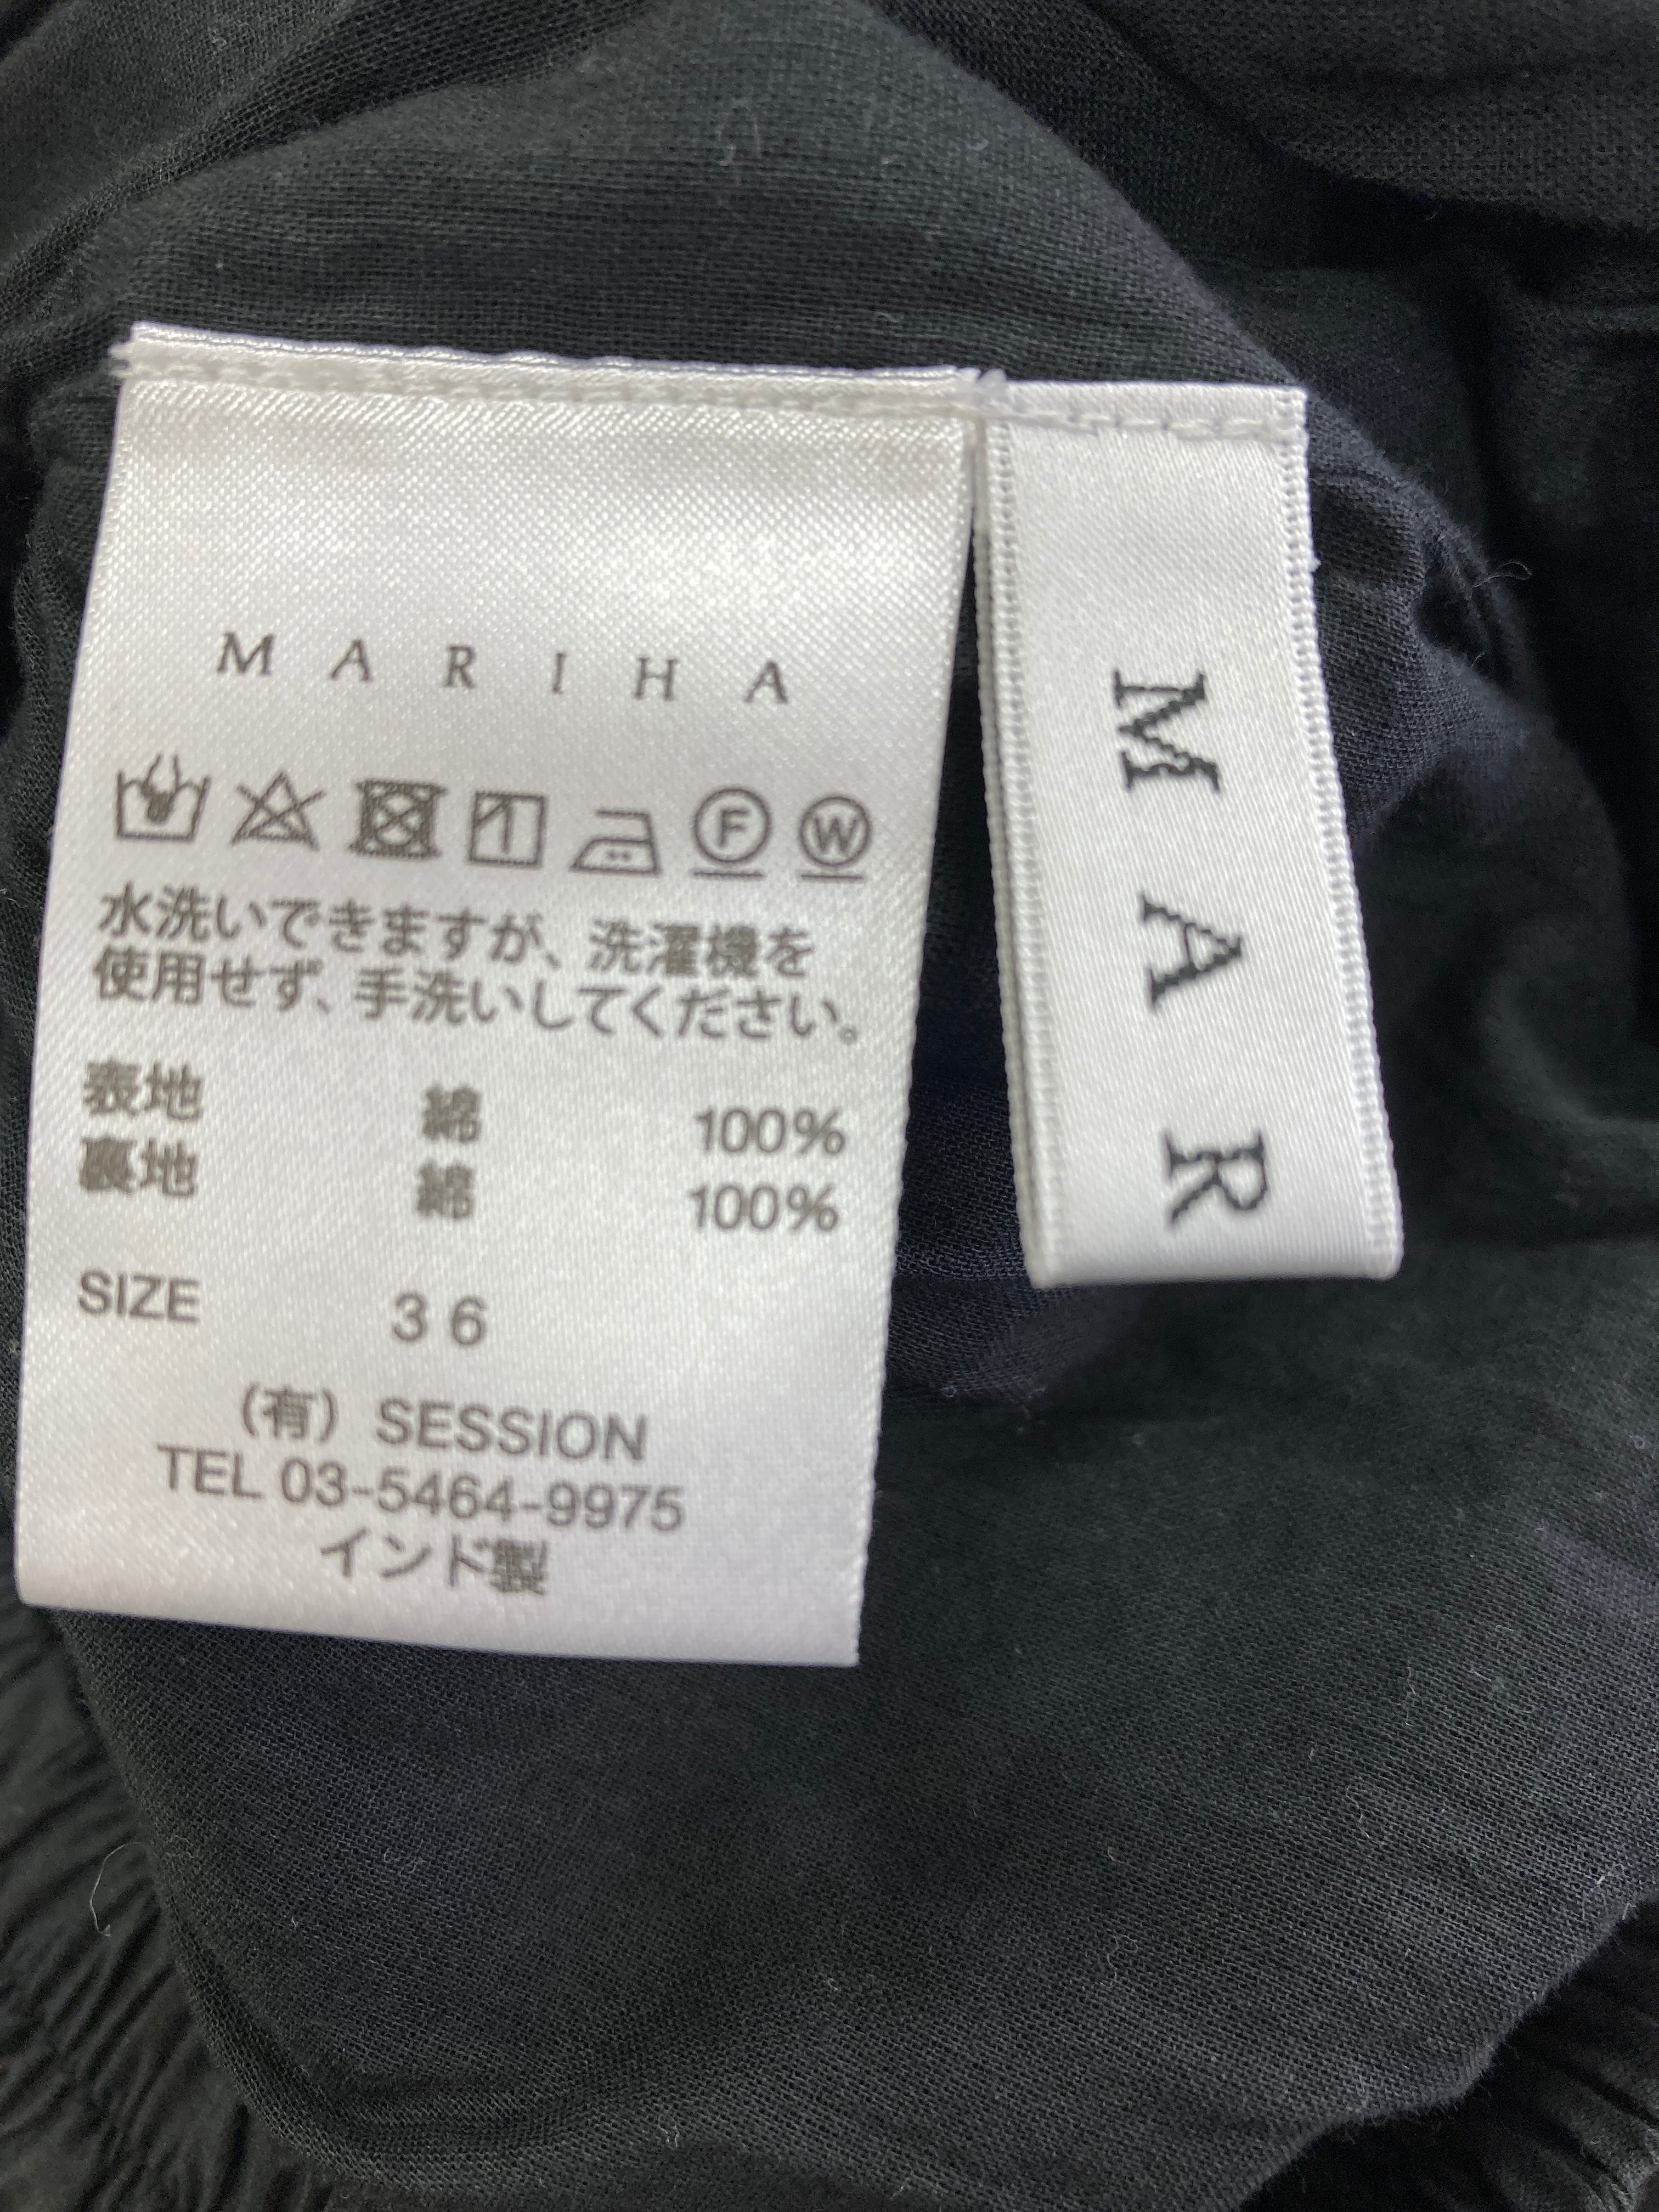 MARIHA
F W
水洗いできますが、洗濯機を
使用せず、手洗いしてください。
表地 綿 100%
裏地 綿 100%
SIZE 36
(有) SESSION
TEL 03-5464-9975
インド製
MAR